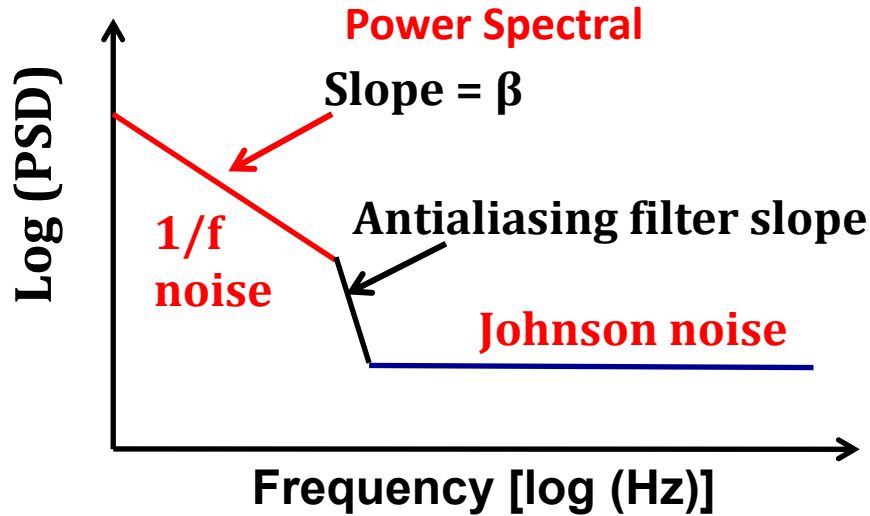 Power Spectral
Slope = β
Log (PSD)
Antialiasing filter slope
1/f
noise
Johnson noise
Frequency [log (Hz)]